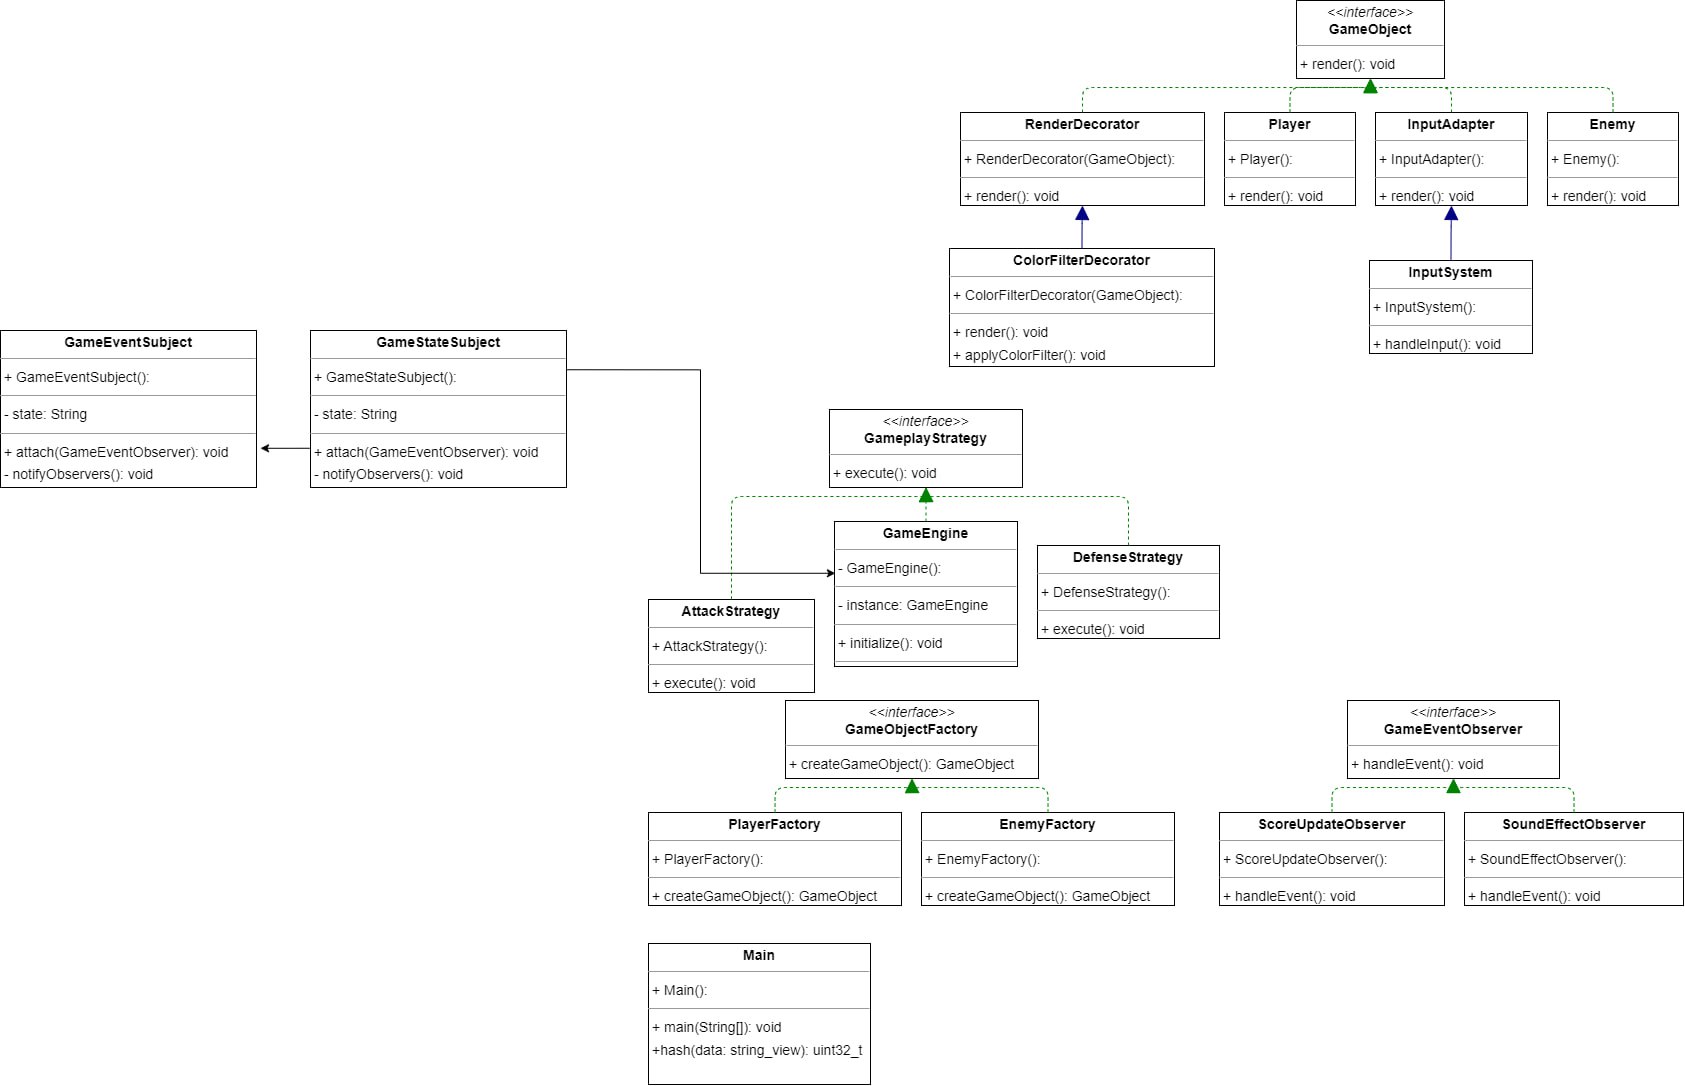 <<interface>>
GameObject
+ render(): void
RenderDecorator
+ RenderDecorator(GameObject):
+ render(): void
Player
+ Player():
+ render(): void
InputAdapter
+ InputAdapter():
+ render(): void
Enemy
+ Enemy():
+ render(): void
ColorFilterDecorator
+ ColorFilterDecorator(GameObject):
+ render(): void
+ applyColorFilter(): void
InputSystem
+ InputSystem():
+ handleInput(): void
GameEventSubject
+ GameEventSubject():
- state: String
+ attach(GameEventObserver): void
- notifyObservers(): void
GameStateSubject
+ GameStateSubject():
- state: String
+ attach(GameEventObserver): void
- notifyObservers(): void
<<interface>>
GameplayStrategy
+ execute(): void
GameEngine
- GameEngine():
- instance: GameEngine
+ initialize(): void
DefenseStrategy
+ DefenseStrategy():
+ execute(): void
AttackStrategy
+ AttackStrategy():
+ execute(): void
<<interface>>
GameObjectFactory
+ createGameObject(): GameObject
<<interface>>
GameEventObserver
+ handleEvent(): void
PlayerFactory
+ PlayerFactory():
+ createGameObject(): GameObject
EnemyFactory
+ EnemyFactory():
+ createGameObject(): GameObject
ScoreUpdateObserver
+ ScoreUpdateObserver():
+ handleEvent(): void
SoundEffectObserver
+ SoundEffectObserver():
+ handleEvent(): void
Main
+ Main():
+ main(String[]): void
+hash(data: string_view): uint32_t